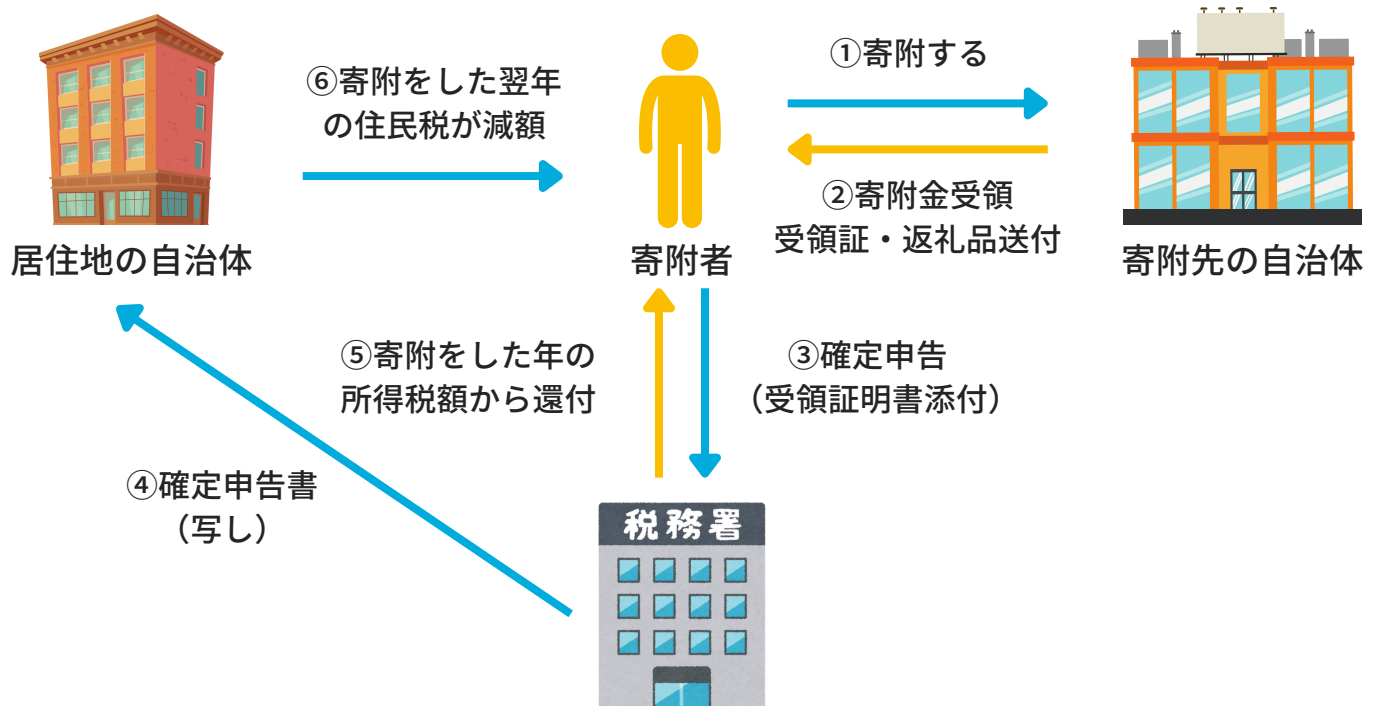 ①寄附する
⑥寄附をした翌年
の住民税が減額
②寄附金受領
受領証・返礼品送付
居住地の自治体
寄附者
寄附先の自治体
⑤寄附をした年の
所得税額から還付
③確定申告
（受領証明書添付）
④確定申告書
（写し）
税務署